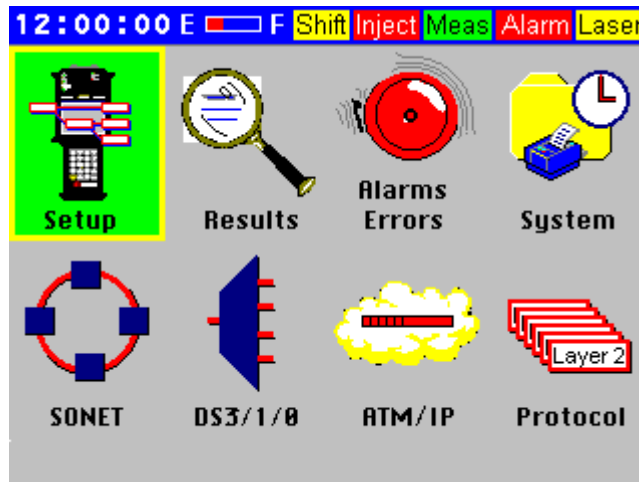 12:00:00 E F Shift Inject Meas Alarm Laser
Alarms
Setup Results Errors System
Layer 2
SONET DS3/1/0 ATM/IP Protocol